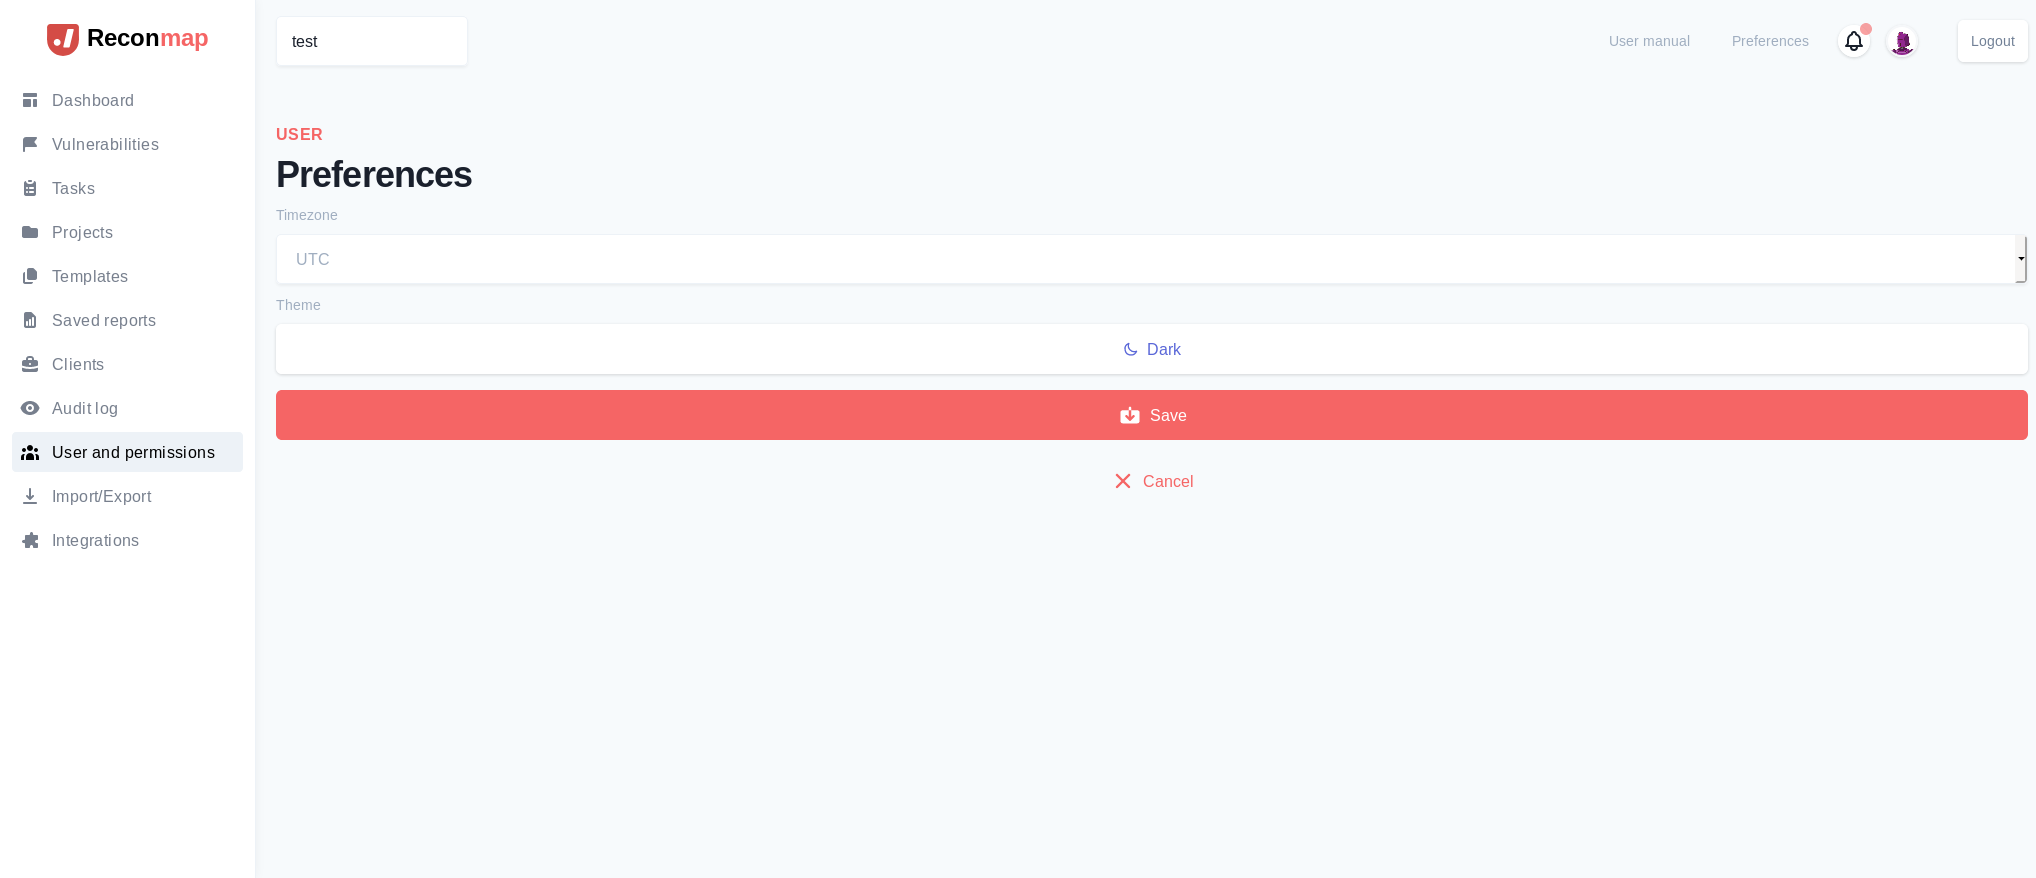 Reconmap
Dashboard
Vulnerabilities
Tasks
Projects
Templates
Saved reports
Clients
Audit log
User and permissions
Import/Export
Integrations
test
User manual
Preferences
Logout
USER
Preferences
Timezone
UTC
Theme
Dark
Save
Cancel